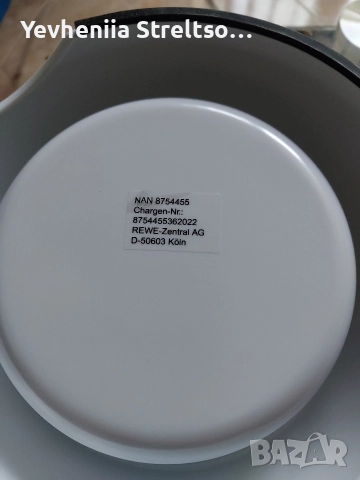 Yevheniia Streltso...
NAN 8754455
Chargen-Nr.:
8754455362022
REWE-Zentral AG
D-50603 Köln
BAZAR